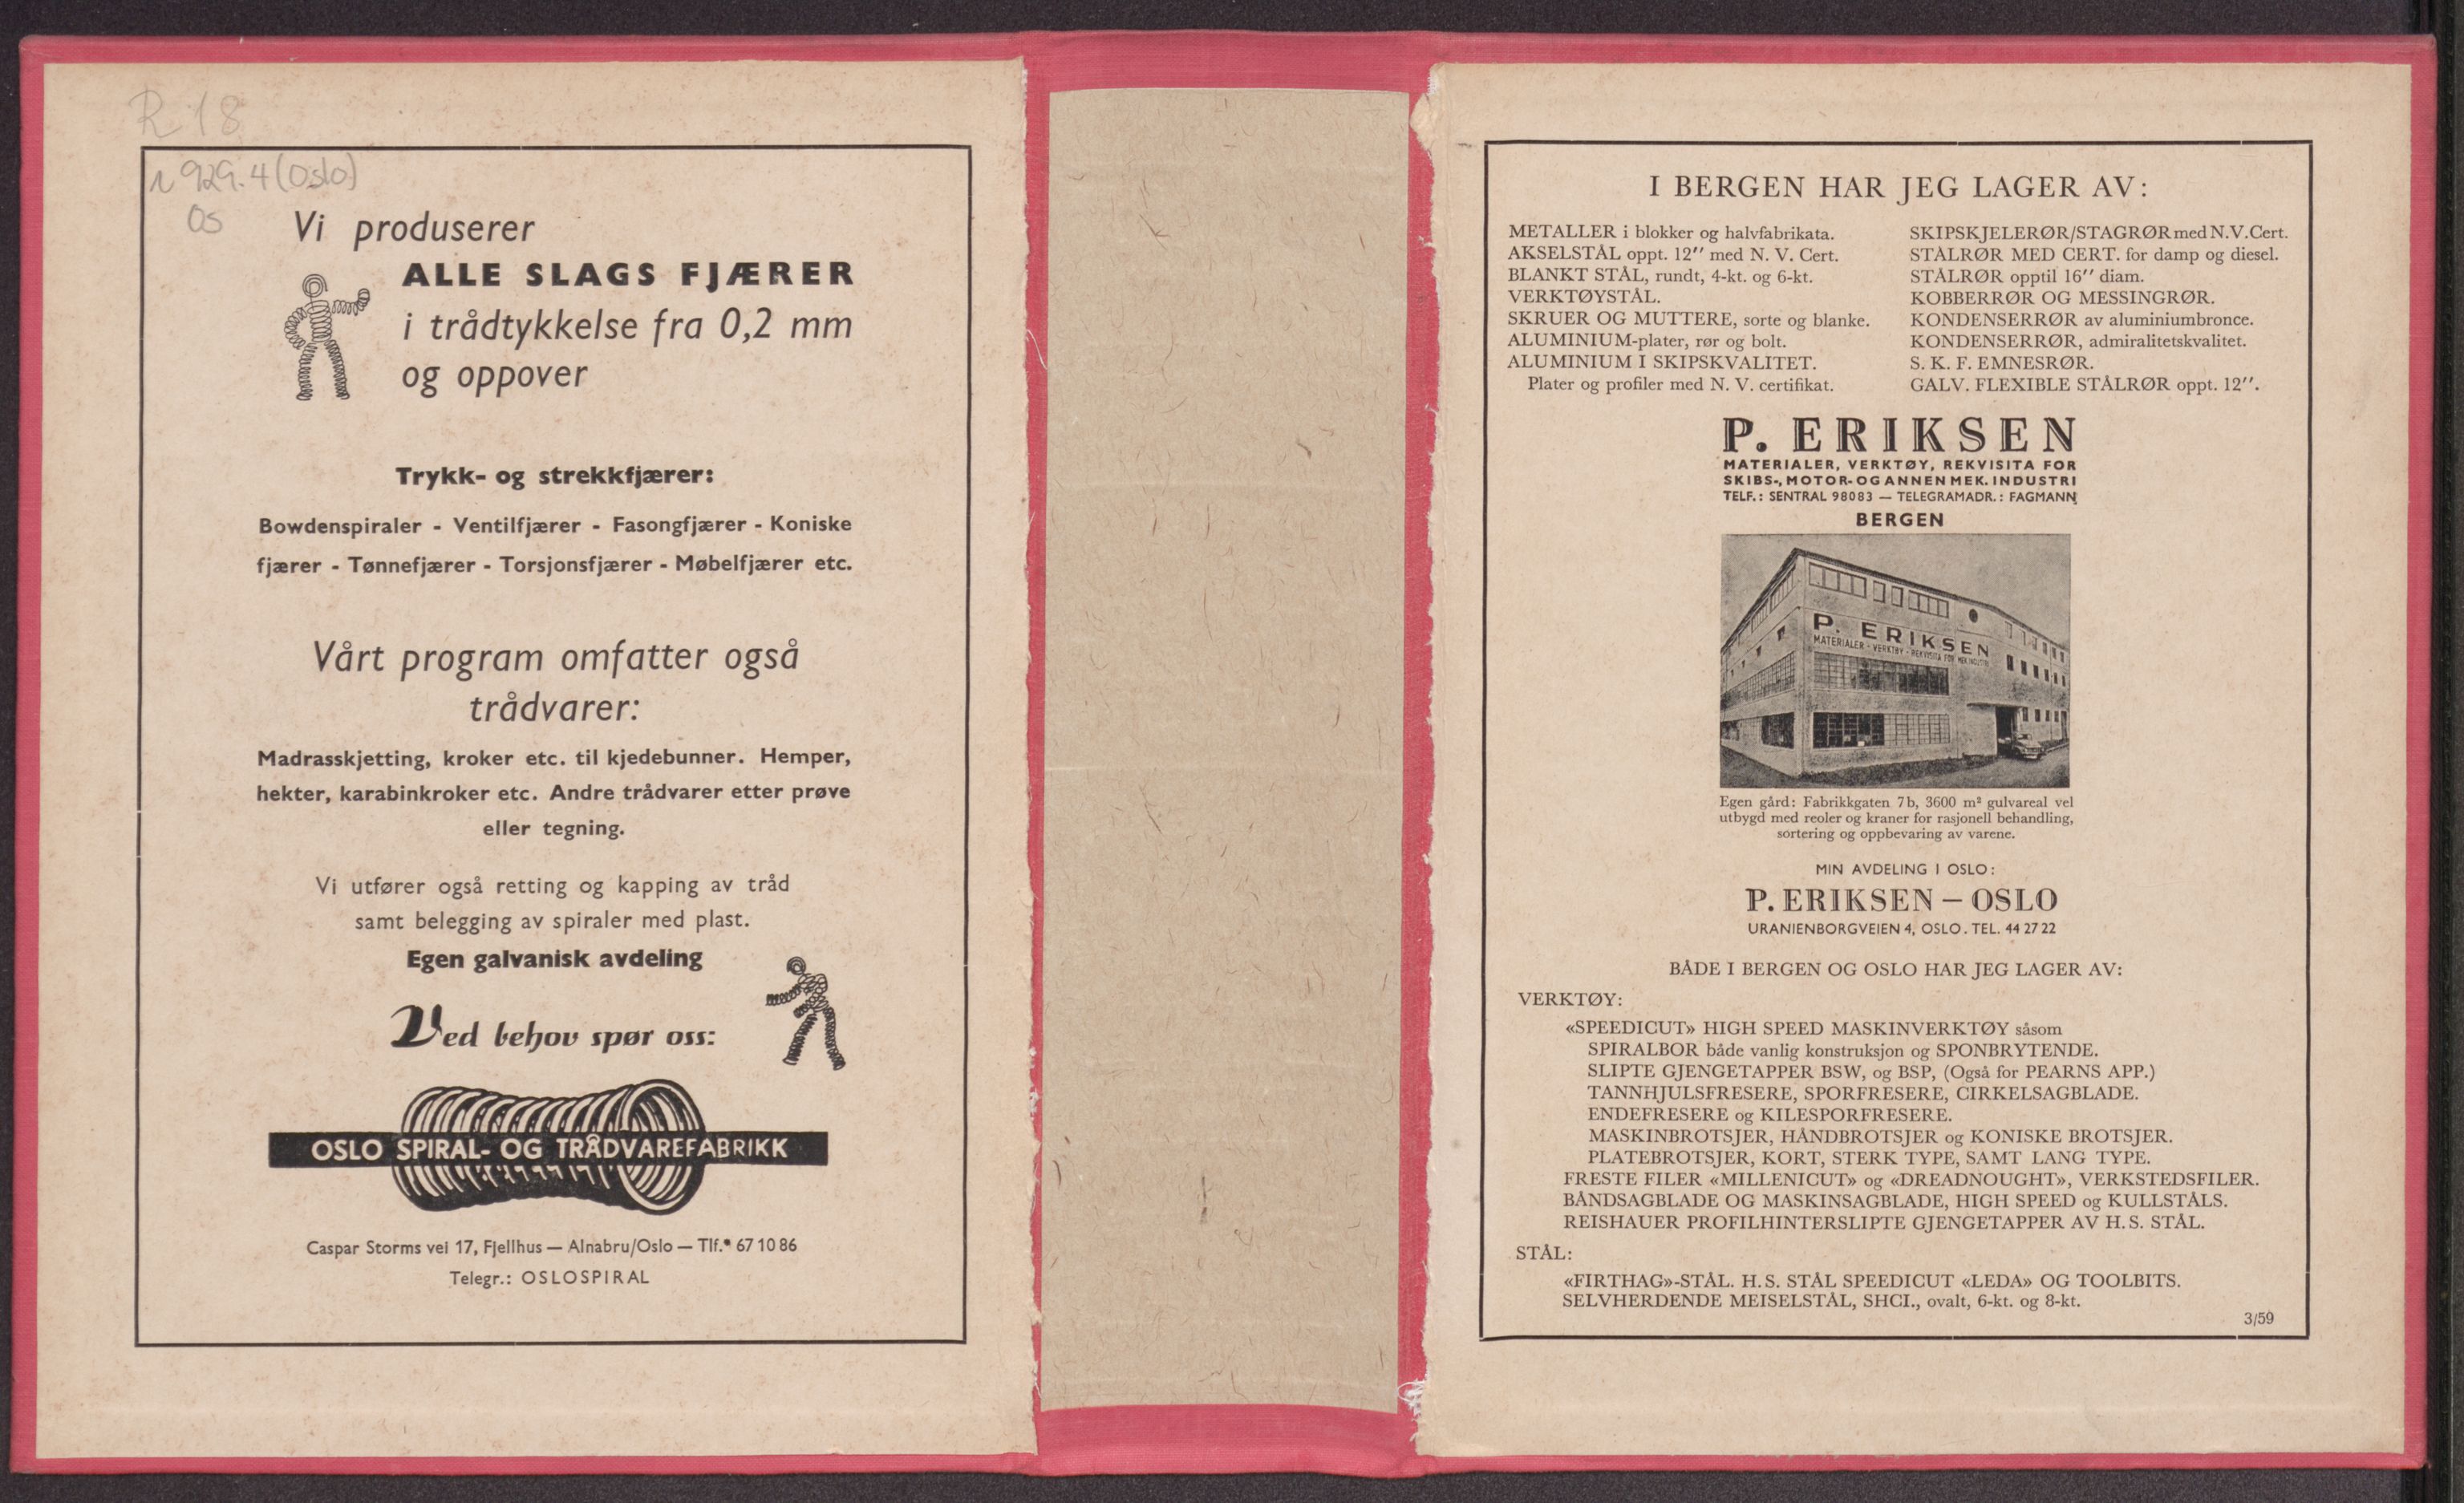 R 18
929.4 (Oslo)
Os
Vi produserer
ALLE SLAGS FJÆRER
i trådtykkelse fra 0,2 mm
og oppover
Trykk- og strekkfjærer:
Bowdenspiraler - Ventilfjærer - Fasongfjærer - Koniske
fjærer - Tønnefjærer - Torsjonsfjærer - Møbelfjærer etc.
Vårt program omfatter også
trådvarer:
Madrasskjetting, kroker etc. til kjedebunner. Hemper,
hekter, karabinkroker etc. Andre trådvarer etter prøve
eller tegning.
Vi utfører også retting og kapping av tråd
samt belegging av spiraler med plast.
Egen galvanisk avdeling
Ved behov spør oss:
OSLO SPIRAL- OG TRÅDVAREFABRIKK
Caspar Storms vei 17, Fjellhus — Alnabru/Oslo — Tlf.* 67 10 86
Telegr.: OSLOSPIRAL
I BERGEN HAR JEG LAGER AV:
METALLER i blokker og halvfabrikata.
AKSELSTÅL oppt. 12″ med N. V. Cert.
BLANKT STÅL, rundt, 4-kt. og 6-kt.
VERKTØYSTÅL.
SKRUER OG MUTTERE, sorte og blanke.
ALUMINIUM-plater, rør og bolt.
ALUMINIUM I SKIPSKVALITET.
Plater og profiler med N. V. certifikat.
SKIPSKJELERØR/STAGRØR med N.V.Cert.
STÅLRØR MED CERT. for damp og diesel.
STÅLRØR opptil 16″ diam.
KOBBERRØR OG MESSINGRØR.
KONDENSERRØR av aluminiumbronce.
KONDENSERRØR, admiralitetskvalitet.
S. K. F. EMNESRØR.
GALV. FLEXIBLE STÅLRØR oppt. 12″.
P. ERIKSEN
MATERIALER, VERKTØY, REKVISITA FOR
SKIBS-, MOTOR- OG ANNEN MEK. INDUSTRI
TELF.: SENTRAL 98083 — TELEGRAMADR.: FAGMANN
BERGEN
P. ERIKSEN
MATERIALER - VERKTØY - REKVISITA FOR MEK. INDUSTRI
Egen gård: Fabrikkgaten 7b, 3600 m² gulvareal vel
utbygd med reoler og kraner for rasjonell behandling,
sortering og oppbevaring av varene.
MIN AVDELING I OSLO:
P. ERIKSEN — OSLO
URANIENBORGVEIEN 4, OSLO. TEL. 44 27 22
BÅDE I BERGEN OG OSLO HAR JEG LAGER AV:
VERKTØY:
«SPEEDICUT» HIGH SPEED MASKINVERKTØY såsom
SPIRALBOR både vanlig konstruksjon og SPONBRYTENDE.
SLIPTE GJENGETAPPER BSW, og BSP, (Også for PEARNS APP.)
TANNHJULSFRESERE, SPORFRESERE, CIRKELSAGBLADE.
ENDEFRESERE og KILESPORFRESERE.
MASKINBROTSJER, HÅNDBROTSJER og KONISKE BROTSJER.
PLATEBROTSJER, KORT, STERK TYPE, SAMT LANG TYPE.
FRESTE FILER «MILLENICUT» og «DREADNOUGHT», VERKSTEDSFILER.
BÅNDSAGBLADE OG MASKINSAGBLADE, HIGH SPEED og KULLSTÅLS.
REISHAUER PROFILHINTERSLIPTE GJENGETAPPER AV H. S. STÅL.
STÅL:
«FIRTHAG»-STÅL. H. S. STÅL SPEEDICUT «LEDA» OG TOOLBITS.
SELVHERDENDE MEISELSTÅL, SHCI., ovalt, 6-kt. og 8-kt.
3/59